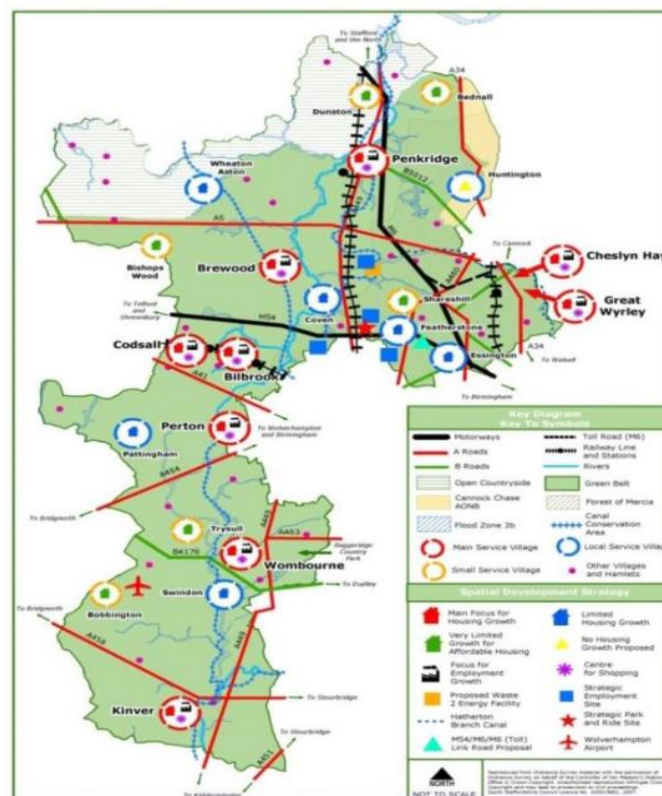 To Stafford
and the North
A34
Dunston
Bednall
Penkridge
Wheaton
Aston
Huntington
B5012
A5
M6
Bishops
Wood
Brewood
To Cannock
A460
Cheslyn Hay
To Telford
and Shrewsbury
M54
Coven
Shareshill
Great
Wyrley
Featherstone
Codsall
Bilbrook
Essington
A34
To Walsall
A41
To Birmingham
Perton
Pattingham
To Wolverhampton
and Birmingham
A454
To Bridgnorth
Trysull
A449
A463
Baggeridge
Country
Park
B4176
Wombourne
To Dudley
Swindon
Bobbington
To Bridgnorth
A458
A449
To Stourbridge
Kinver
To Stourbridge
A451
To Kidderminster
Key Diagram
Key To Symbols
Motorways
Toll Road (M6)
A Roads
Railway Line
and Stations
B Roads
Rivers
Open Countryside
Green Belt
Cannock Chase
AONB
Forest of Mercia
Flood Zone 3b
Canal
Conservation
Area
Main Service Village
Local Service Villag
Small Service Village
Other Villages
and Hamlets
Spatial Development Strategy
Main Focus for
Housing Growth
Limited
Housing Growth
Very Limited
Growth for
Affordable Housing
No Housing
Growth Proposed
Focus for
Employment
Growth
Centre
for Shopping
Proposed Waste
2 Energy Facility
Strategic
Employment
Site
Hatherton
Branch Canal
Strategic Park
and Ride Site
M54/M6/M6 (Toll)
Link Road Proposal
Wolverhampton
Airport
NORTH
NOT TO SCALE